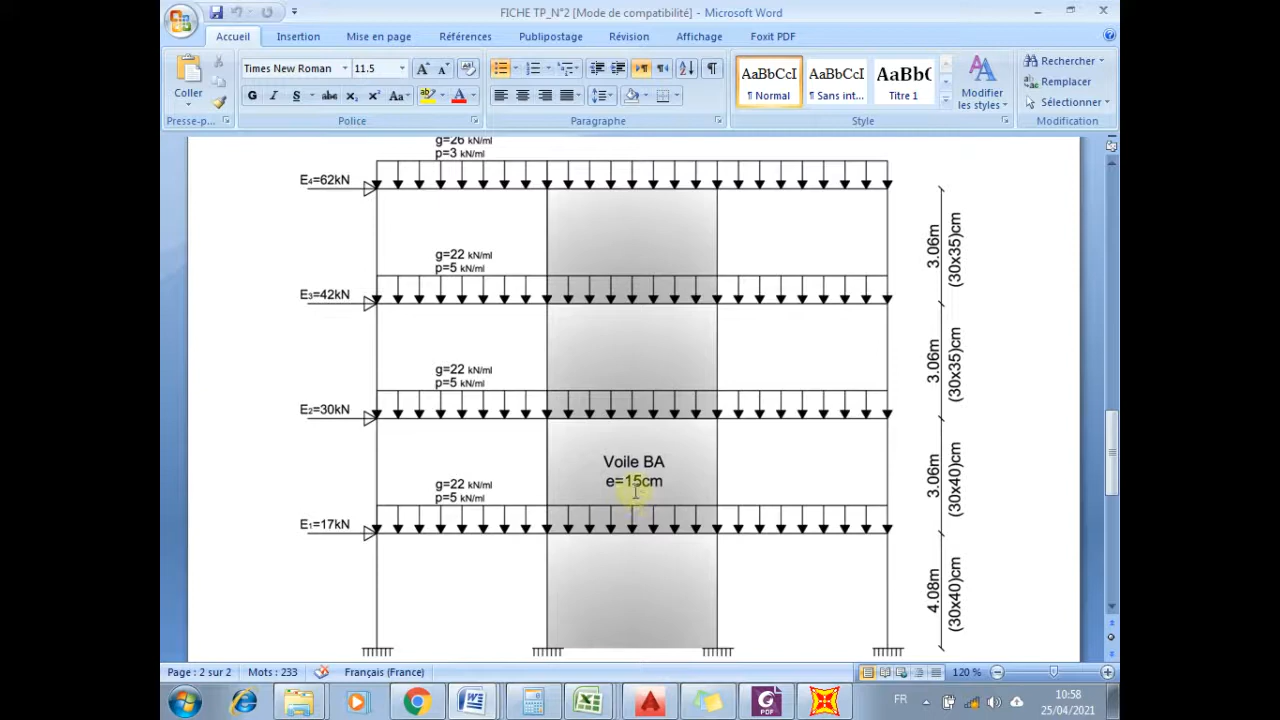 FICHE TP_N°2 [Mode de compatibilité] - Microsoft Word
Accueil Insertion Mise en page Références Publipostage Révision Affichage Foxit PDF
Coller
Times New Roman 11.5
G I S abc x₂ x² Aa
AaBbCcI AaBbCcI AaBbC
¶ Normal ¶ Sans int... Titre 1
Modifier les styles
Rechercher
Remplacer
Sélectionner
Presse-p... Police Paragraphe Style Modification
g=26 kN/ml
p=3 kN/ml
E4=62kN
3.06m
(30x35)cm
g=22 kN/ml
p=5 kN/ml
E3=42kN
3.06m
(30x35)cm
g=22 kN/ml
p=5 kN/ml
E2=30kN
Voile BA
e=15cm
3.06m
(30x40)cm
g=22 kN/ml
p=5 kN/ml
E1=17kN
4.08m
(30x40)cm
Page : 2 sur 2 Mots : 233 Français (France) 120 %
FR 10:58
25/04/2021
PDF